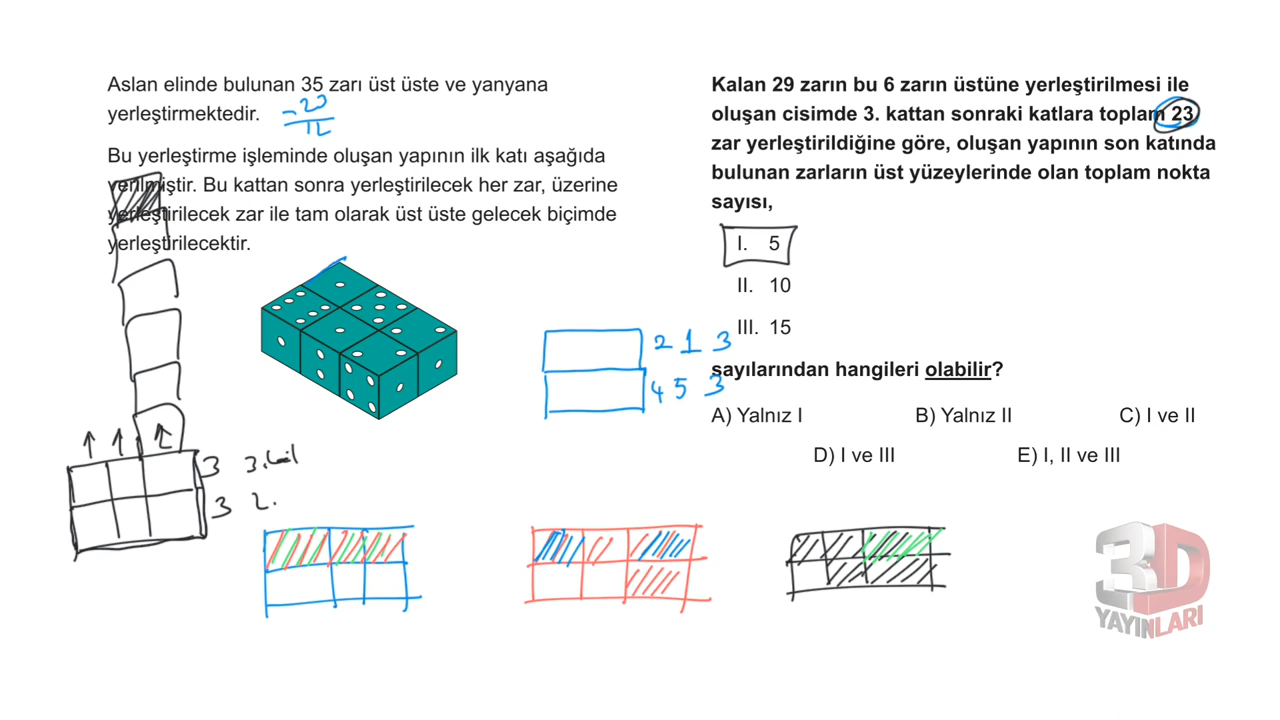 Aslan elinde bulunan 35 zarı üst üste ve yanyana
yerleştirmektedir.
- 23
12
Bu yerleştirme işleminde oluşan yapının ilk katı aşağıda
verilmiştir. Bu kattan sonra yerleştirilecek her zar, üzerine
yerleştirilecek zar ile tam olarak üst üste gelecek biçimde
yerleştirilecektir.
3 3.kat
3 2.
2 1 3
4 5 3
Kalan 29 zarın bu 6 zarın üstüne yerleştirilmesi ile
oluşan cisimde 3. kattan sonraki katlara toplam 23
zar yerleştirildiğine göre, oluşan yapının son katında
bulunan zarların üst yüzeylerinde olan toplam nokta
sayısı,
I. 5
II. 10
III. 15
sayılarından hangileri olabilir?
A) Yalnız I B) Yalnız II C) I ve II
D) I ve III E) I, II ve III
3D
YAYINLARI